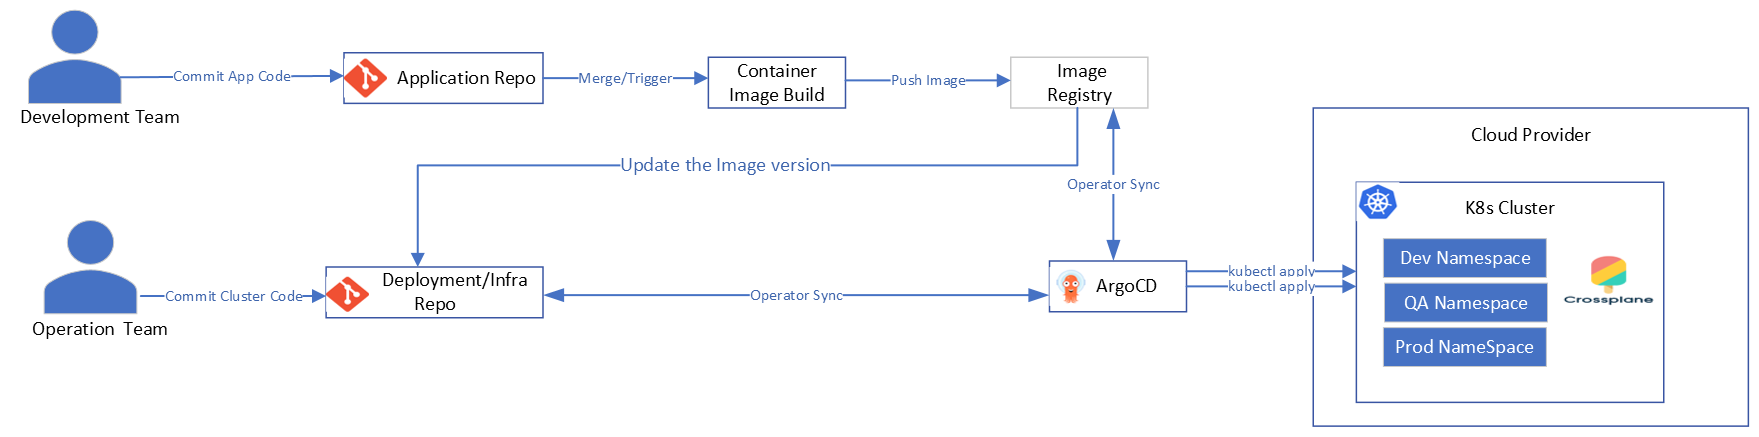 Development Team
Commit App Code
Application Repo
Merge/Trigger
Container
Image Build
Push Image
Image
Registry
Update the Image version
Operator Sync
Cloud Provider
K8s Cluster
Dev Namespace
QA Namespace
Prod NameSpace
Crossplane
Operation Team
Commit Cluster Code
Deployment/Infra
Repo
Operator Sync
ArgoCD
kubectl apply
kubectl apply